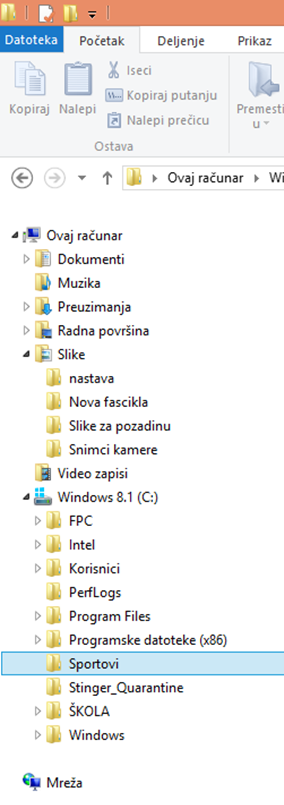 Datoteka Početak Deljenje Prikaz
Iseci
Kopiraj putanju
Nalepi prečicu
Kopiraj Nalepi Premesti u
Ostava
Ovaj računar Wi
Ovaj računar
Dokumenti
Muzika
Preuzimanja
Radna površina
Slike
nastava
Nova fascikla
Slike za pozadinu
Snimci kamere
Video zapisi
Windows 8.1 (C:)
FPC
Intel
Korisnici
PerfLogs
Program Files
Programske datoteke (x86)
Sportovi
Stinger_Quarantine
ŠKOLA
Windows
Mreža